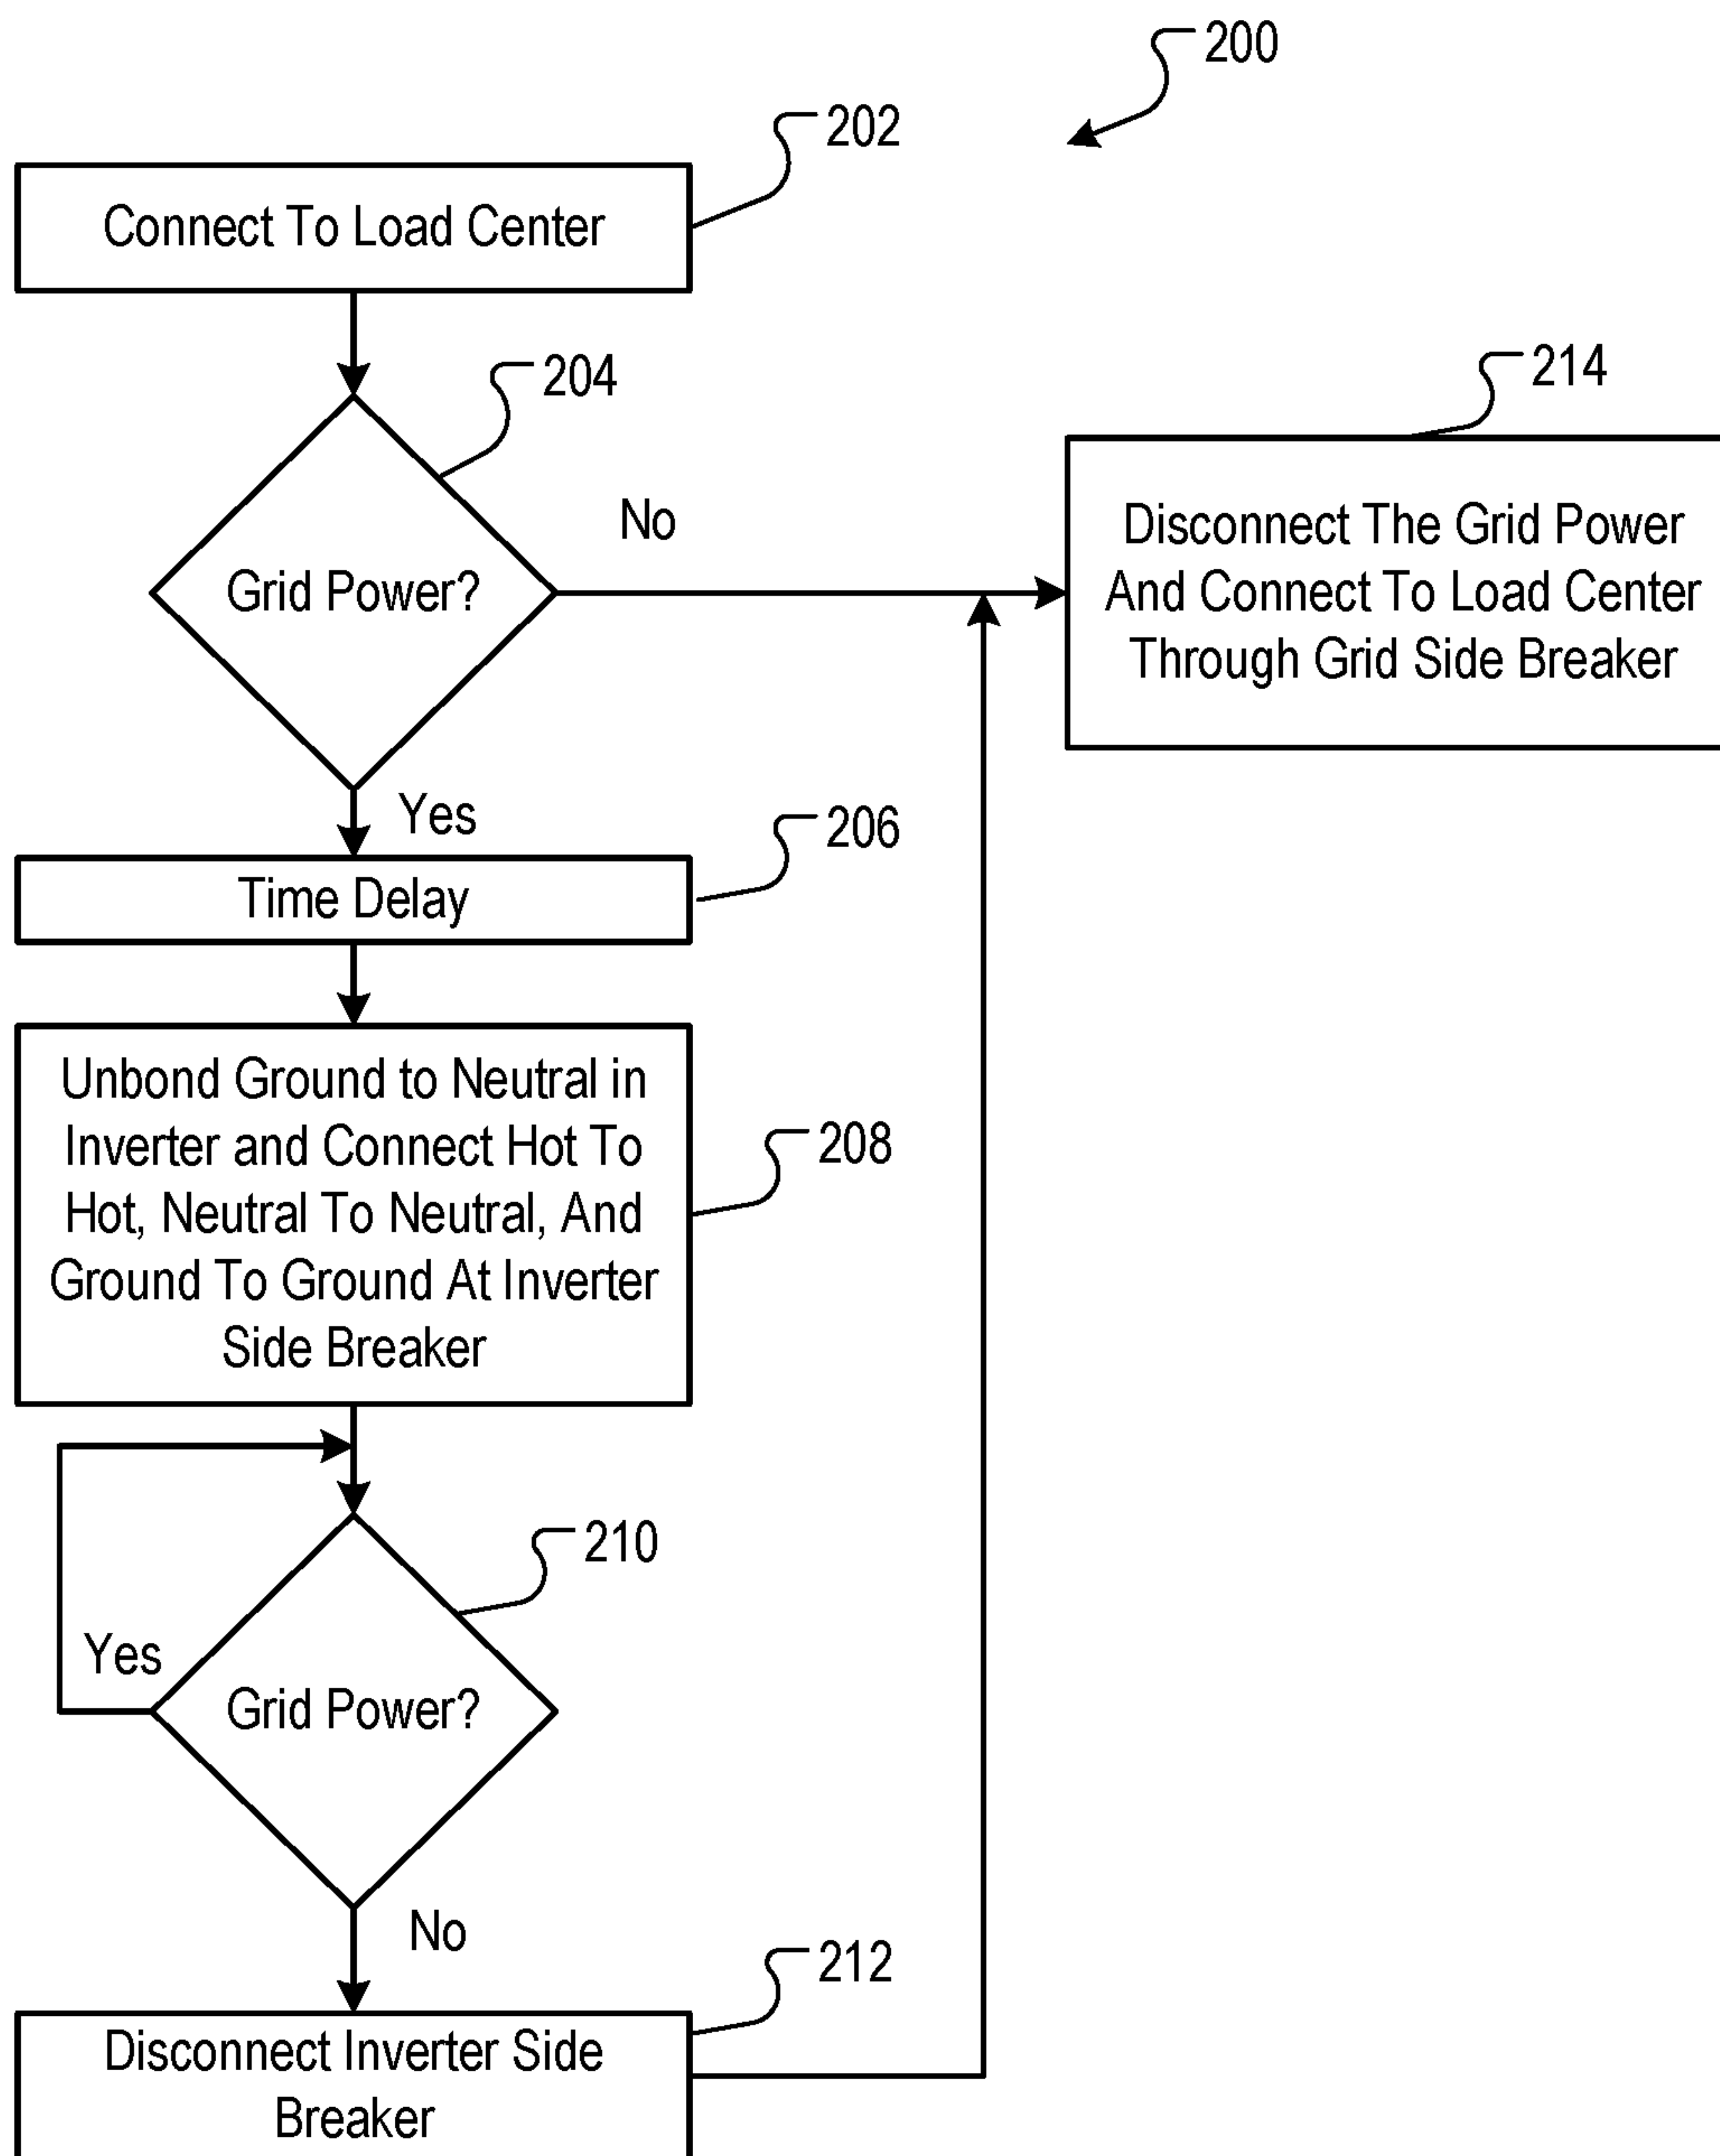 200
202
Connect To Load Center
204
Grid Power?
No
214
Disconnect The Grid Power
And Connect To Load Center
Through Grid Side Breaker
Yes
206
Time Delay
208
Unbond Ground to Neutral in
Inverter and Connect Hot To
Hot, Neutral To Neutral, And
Ground To Ground At Inverter
Side Breaker
210
Yes
Grid Power?
No
212
Disconnect Inverter Side
Breaker